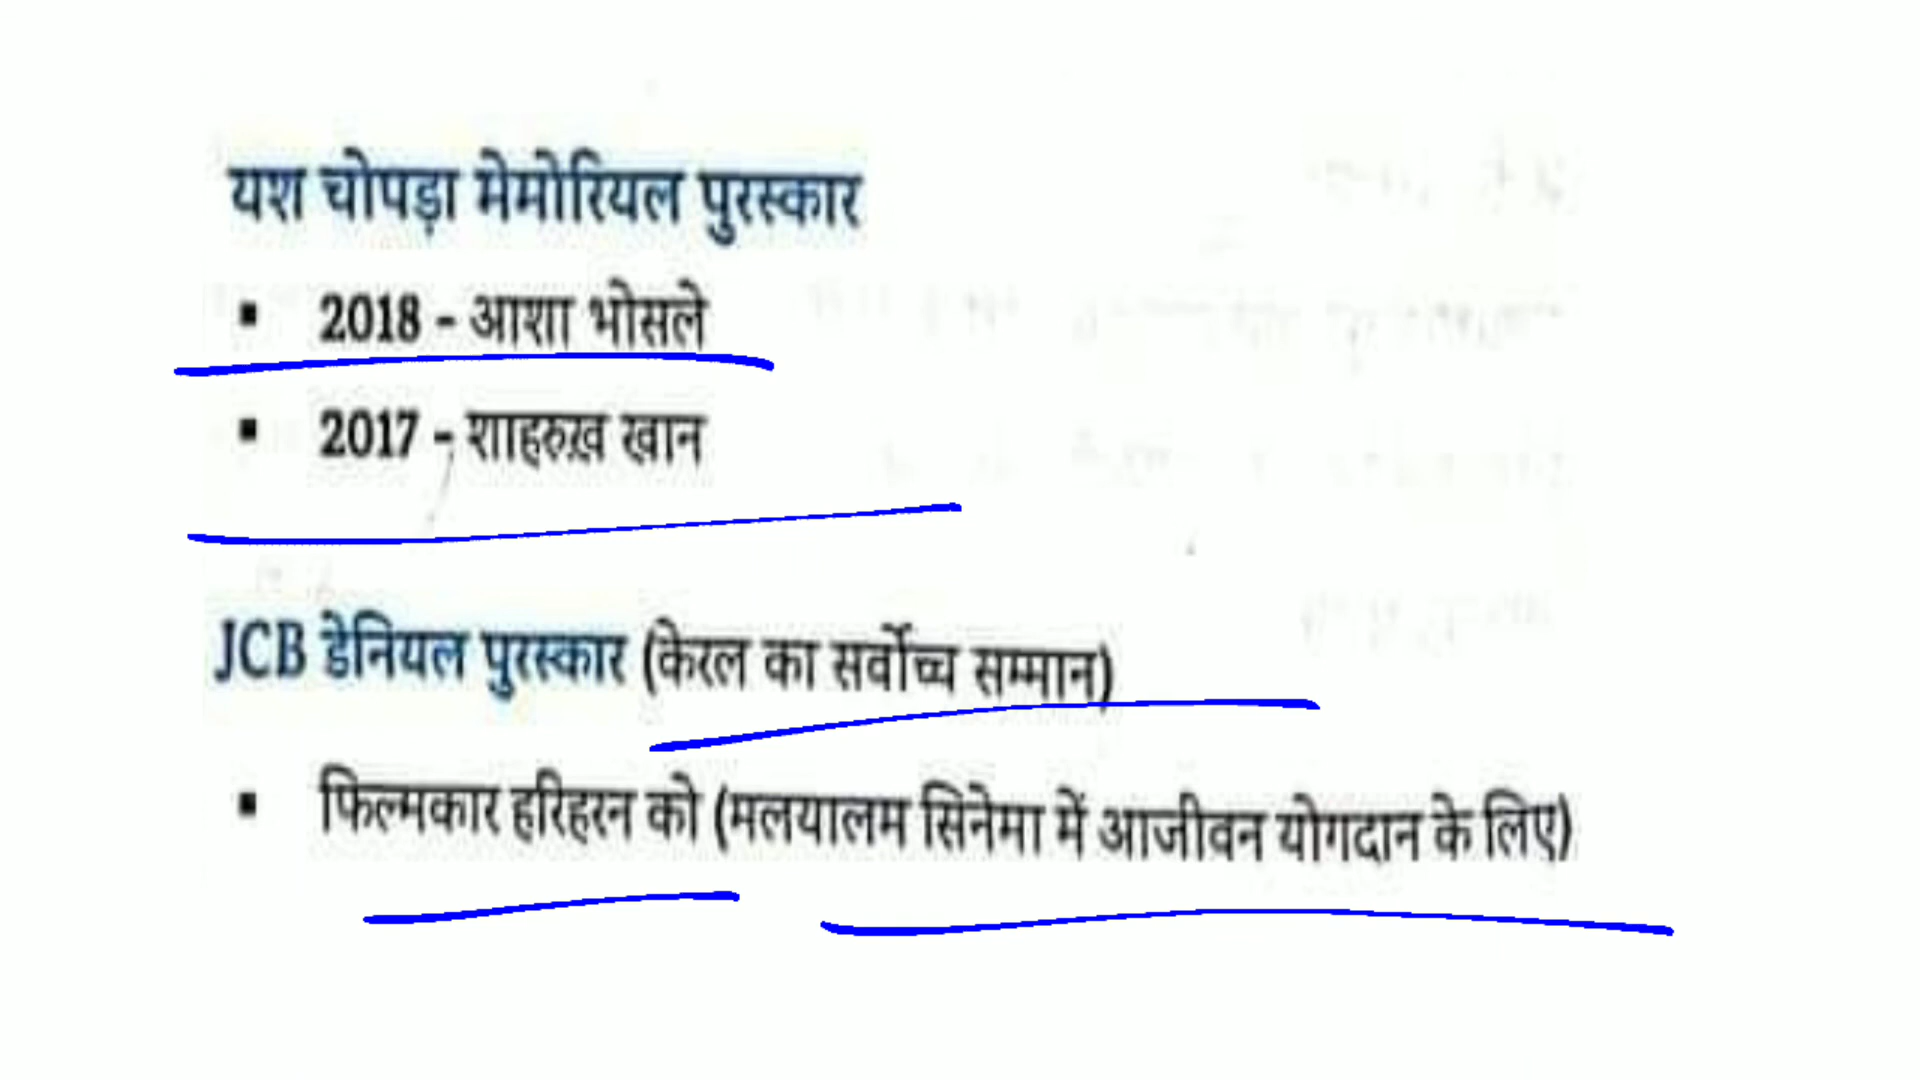 यश चोपड़ा मेमोरियल पुरस्कार
▪ 2018 - आशा भोसले
▪ 2017 - शाहरुख़ खान
JCB डेनियल पुरस्कार (केरल का सर्वोच्च सम्मान)
▪ फिल्मकार हरिहरन को (मलयालम सिनेमा में आजीवन योगदान के लिए)